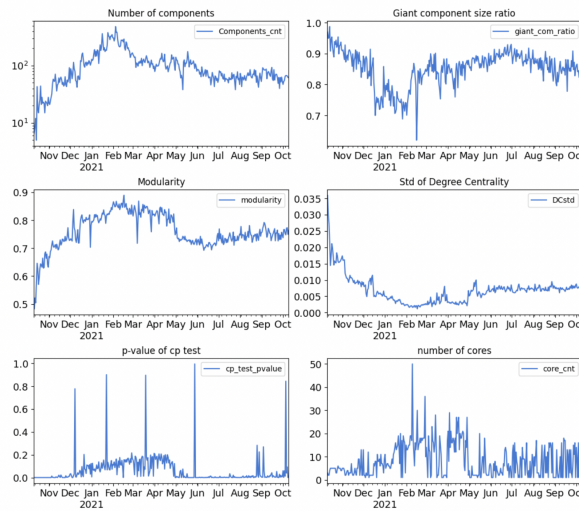 Number of components
Giant component size ratio
Components_cnt
giant_com_ratio
10²
10¹
1.0
0.9
0.8
0.7
Nov Dec Jan Feb Mar Apr May Jun Jul Aug Sep Oct
2021
Nov Dec Jan Feb Mar Apr May Jun Jul Aug Sep Oct
2021
Modularity
Std of Degree Centrality
modularity
DCstd
0.9
0.8
0.7
0.6
0.5
0.035
0.030
0.025
0.020
0.015
0.010
0.005
0.000
Nov Dec Jan Feb Mar Apr May Jun Jul Aug Sep Oct
2021
Nov Dec Jan Feb Mar Apr May Jun Jul Aug Sep Oct
2021
p-value of cp test
number of cores
cp_test_pvalue
core_cnt
1.0
0.8
0.6
0.4
0.2
0.0
50
40
30
20
10
0
Nov Dec Jan Feb Mar Apr May Jun Jul Aug Sep Oct
2021
Nov Dec Jan Feb Mar Apr May Jun Jul Aug Sep Oct
2021